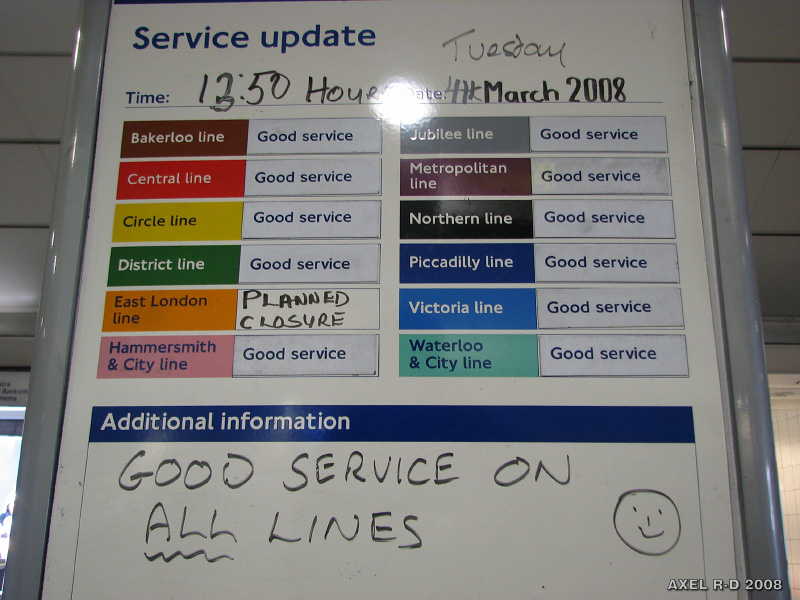 Service update
Tuesday
Time: 13:50 Hours Date: 4th March 2008
Bakerloo line Good service
Jubilee line Good service
Central line Good service
Metropolitan
line Good service
Circle line Good service
Northern line Good service
District line Good service
Piccadilly line Good service
East London
line PLANNED
CLOSURE
Victoria line Good service
Hammersmith
& City line Good service
Waterloo
& City line Good service
Additional information
GOOD SERVICE ON
ALL LINES
AXEL R-D 2008